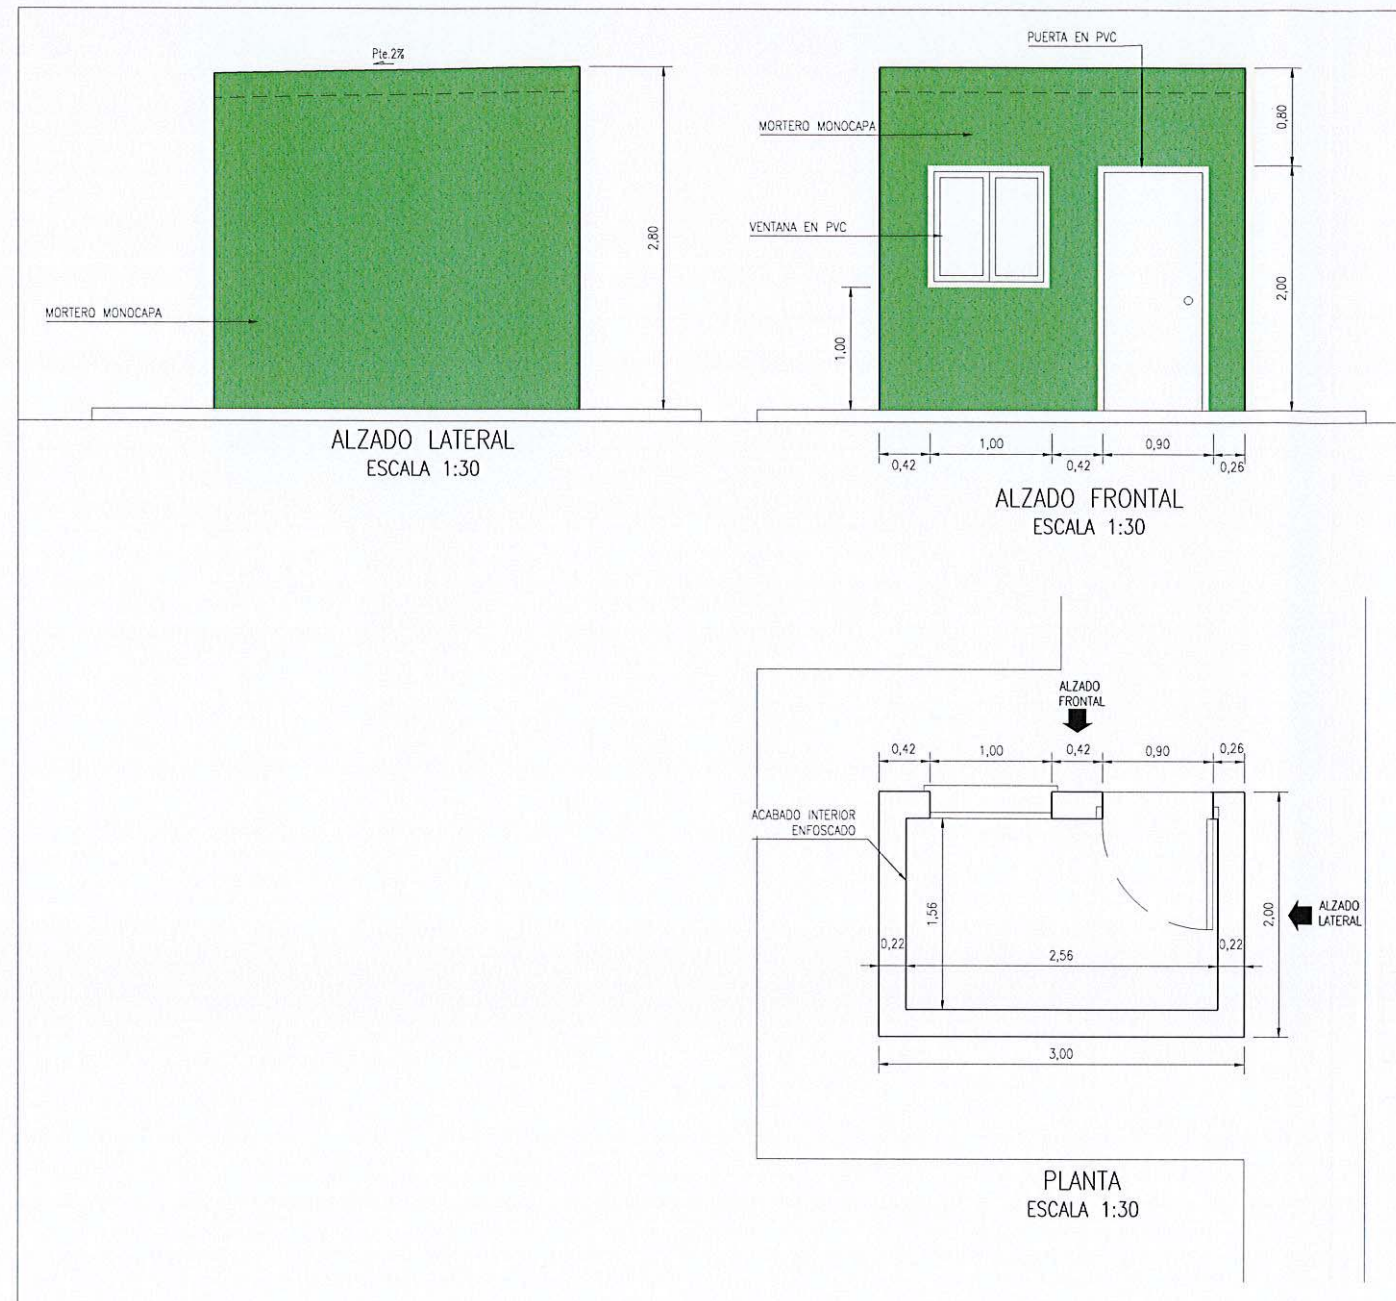 Pte.2%
2,80
MORTERO MONOCAPA
ALZADO LATERAL
ESCALA 1:30
PUERTA EN PVC
0,80
MORTERO MONOCAPA
VENTANA EN PVC
2,00
1,00
0,42
1,00
0,42
0,90
0,26
ALZADO FRONTAL
ESCALA 1:30
ALZADO
FRONTAL
0,42
1,00
0,42
0,90
0,26
ACABADO INTERIOR
ENFOSCADO
1,56
2,00
ALZADO
LATERAL
0,22
2,56
0,22
3,00
PLANTA
ESCALA 1:30